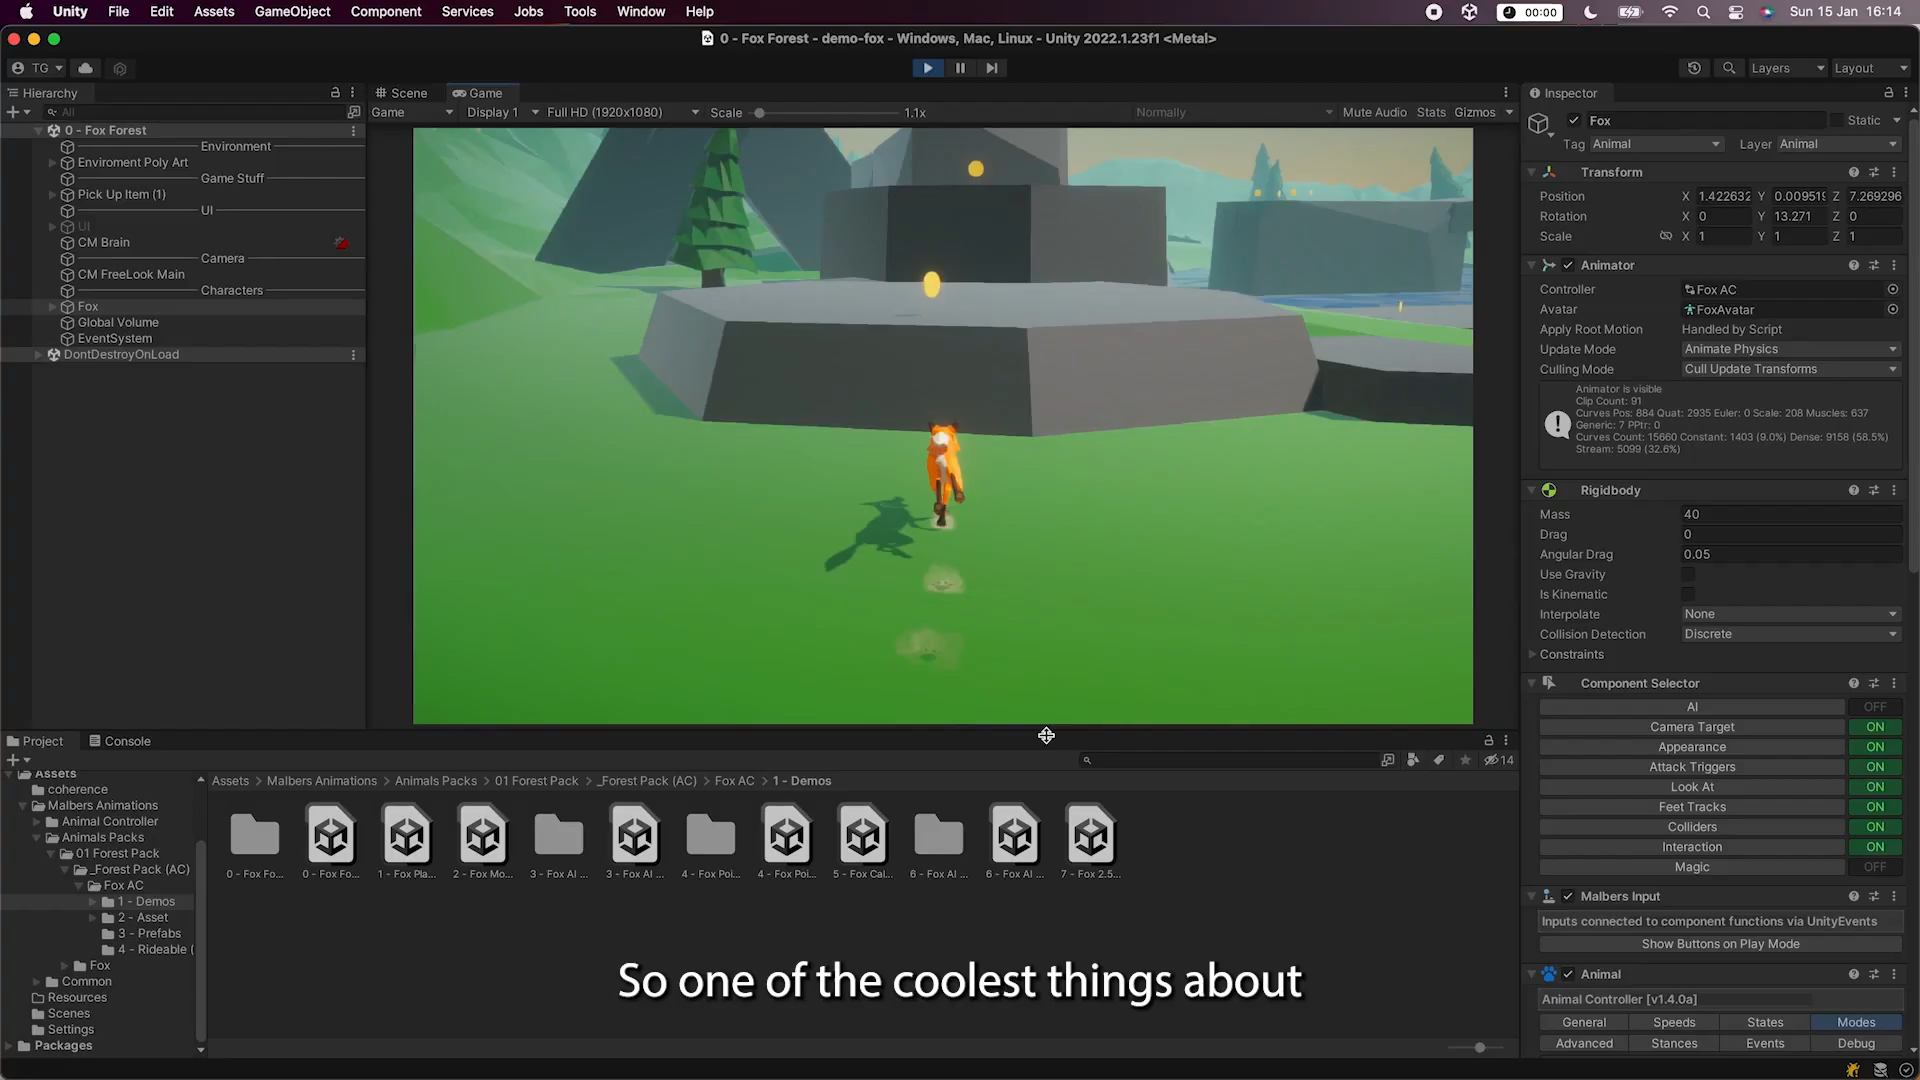 Unity File Edit Assets GameObject Component Services Jobs Tools Window Help 00:00 Sun 15 Jan 16:14
0 - Fox Forest - demo-fox - Windows, Mac, Linux - Unity 2022.1.23f1 <Metal>
TG Layers Layout
Hierarchy
All
0 - Fox Forest
Environment
Enviroment Poly Art
Game Stuff
Pick Up Item (1)
UI
UI
CM Brain
Camera
CM FreeLook Main
Characters
Fox
Global Volume
EventSystem
DontDestroyOnLoad
Scene Game
Game Display 1 Full HD (1920x1080) Scale 1.1x Normally Mute Audio Stats Gizmos
Inspector
Fox Static
Tag Animal Layer Animal
Transform
Position X 1.422632 Y 0.009519 Z 7.269296
Rotation X 0 Y 13.271 Z 0
Scale X 1 Y 1 Z 1
Animator
Controller Fox AC
Avatar FoxAvatar
Apply Root Motion Handled by Script
Update Mode Animate Physics
Culling Mode Cull Update Transforms
Animator is visible
Clip Count: 91
Curves Pos: 884 Quat: 2935 Euler: 0 Scale: 208 Muscles: 637
Generic: 7 PPtr: 0
Curves Count: 15660 Constant: 1403 (9.0%) Dense: 9158 (58.5%)
Stream: 5099 (32.6%)
Rigidbody
Mass 40
Drag 0
Angular Drag 0.05
Use Gravity
Is Kinematic
Interpolate None
Collision Detection Discrete
Constraints
Component Selector
AI OFF
Camera Target ON
Appearance ON
Attack Triggers ON
Look At ON
Feet Tracks ON
Colliders ON
Interaction ON
Magic OFF
Malbers Input
Inputs connected to component functions via UnityEvents
Show Buttons on Play Mode
Animal
Animal Controller [v1.4.0a]
General Speeds States Modes
Advanced Stances Events Debug
Project Console
14
Assets
coherence
Malbers Animations
Animal Controller
Animals Packs
01 Forest Pack
_Forest Pack (AC)
Fox AC
1 - Demos
2 - Asset
3 - Prefabs
4 - Rideable (
Fox
Common
Resources
Scenes
Settings
Packages
Assets > Malbers Animations > Animals Packs > 01 Forest Pack > _Forest Pack (AC) > Fox AC > 1 - Demos
0 - Fox Fo... 0 - Fox Fo... 1 - Fox Pla... 2 - Fox Mo... 3 - Fox AI ... 3 - Fox AI ... 4 - Fox Poi... 4 - Fox Poi... 5 - Fox Cal... 6 - Fox AI ... 6 - Fox AI ... 7 - Fox 2.5...
So one of the coolest things about